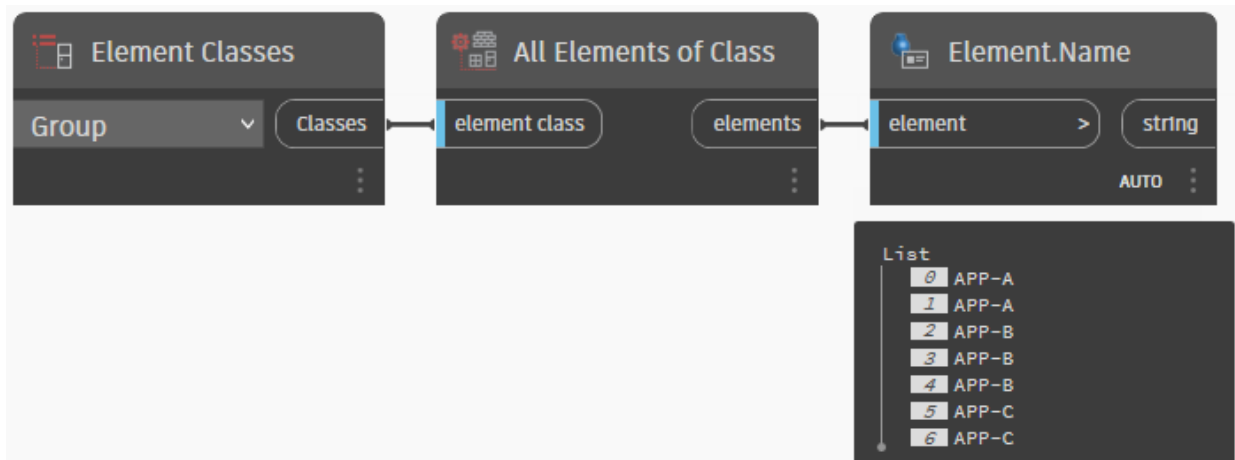 Element Classes
All Elements of Class
Element.Name
Group
Classes
element class
elements
element
>
string
AUTO
List
0 APP-A
1 APP-A
2 APP-B
3 APP-B
4 APP-B
5 APP-C
6 APP-C